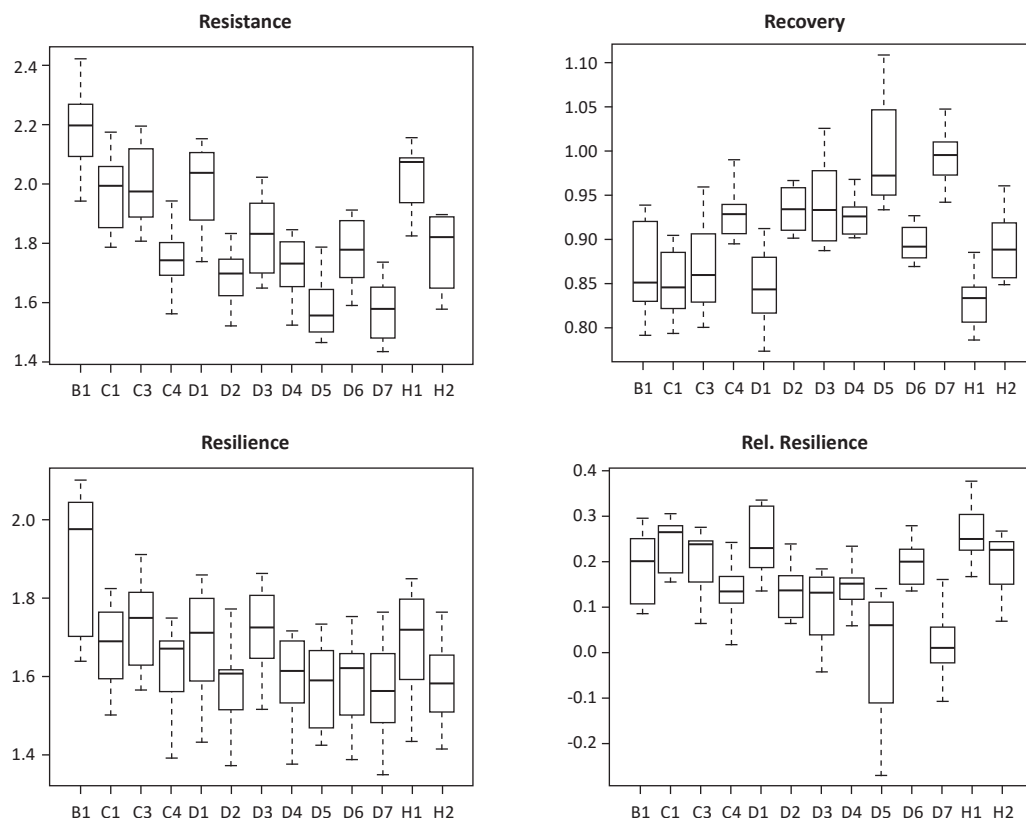 Resistance
2.4
2.2
2.0
1.8
1.6
1.4
B1 C1 C3 C4 D1 D2 D3 D4 D5 D6 D7 H1 H2
Recovery
1.10
1.05
1.00
0.95
0.90
0.85
0.80
B1 C1 C3 C4 D1 D2 D3 D4 D5 D6 D7 H1 H2
Resilience
2.0
1.8
1.6
1.4
B1 C1 C3 C4 D1 D2 D3 D4 D5 D6 D7 H1 H2
Rel. Resilience
0.4
0.3
0.2
0.1
0.0
-0.2
B1 C1 C3 C4 D1 D2 D3 D4 D5 D6 D7 H1 H2